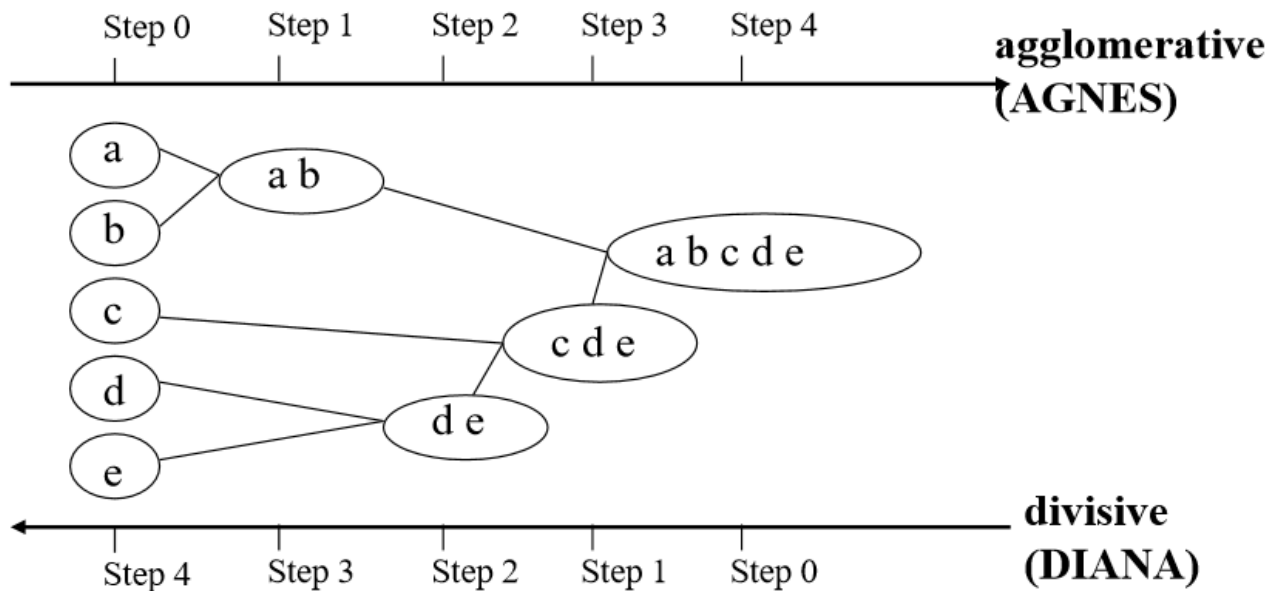 Step 0 Step 1 Step 2 Step 3 Step 4
agglomerative
(AGNES)
a
a b
b
a b c d e
c
c d e
d
d e
e
divisive
(DIANA)
Step 4 Step 3 Step 2 Step 1 Step 0